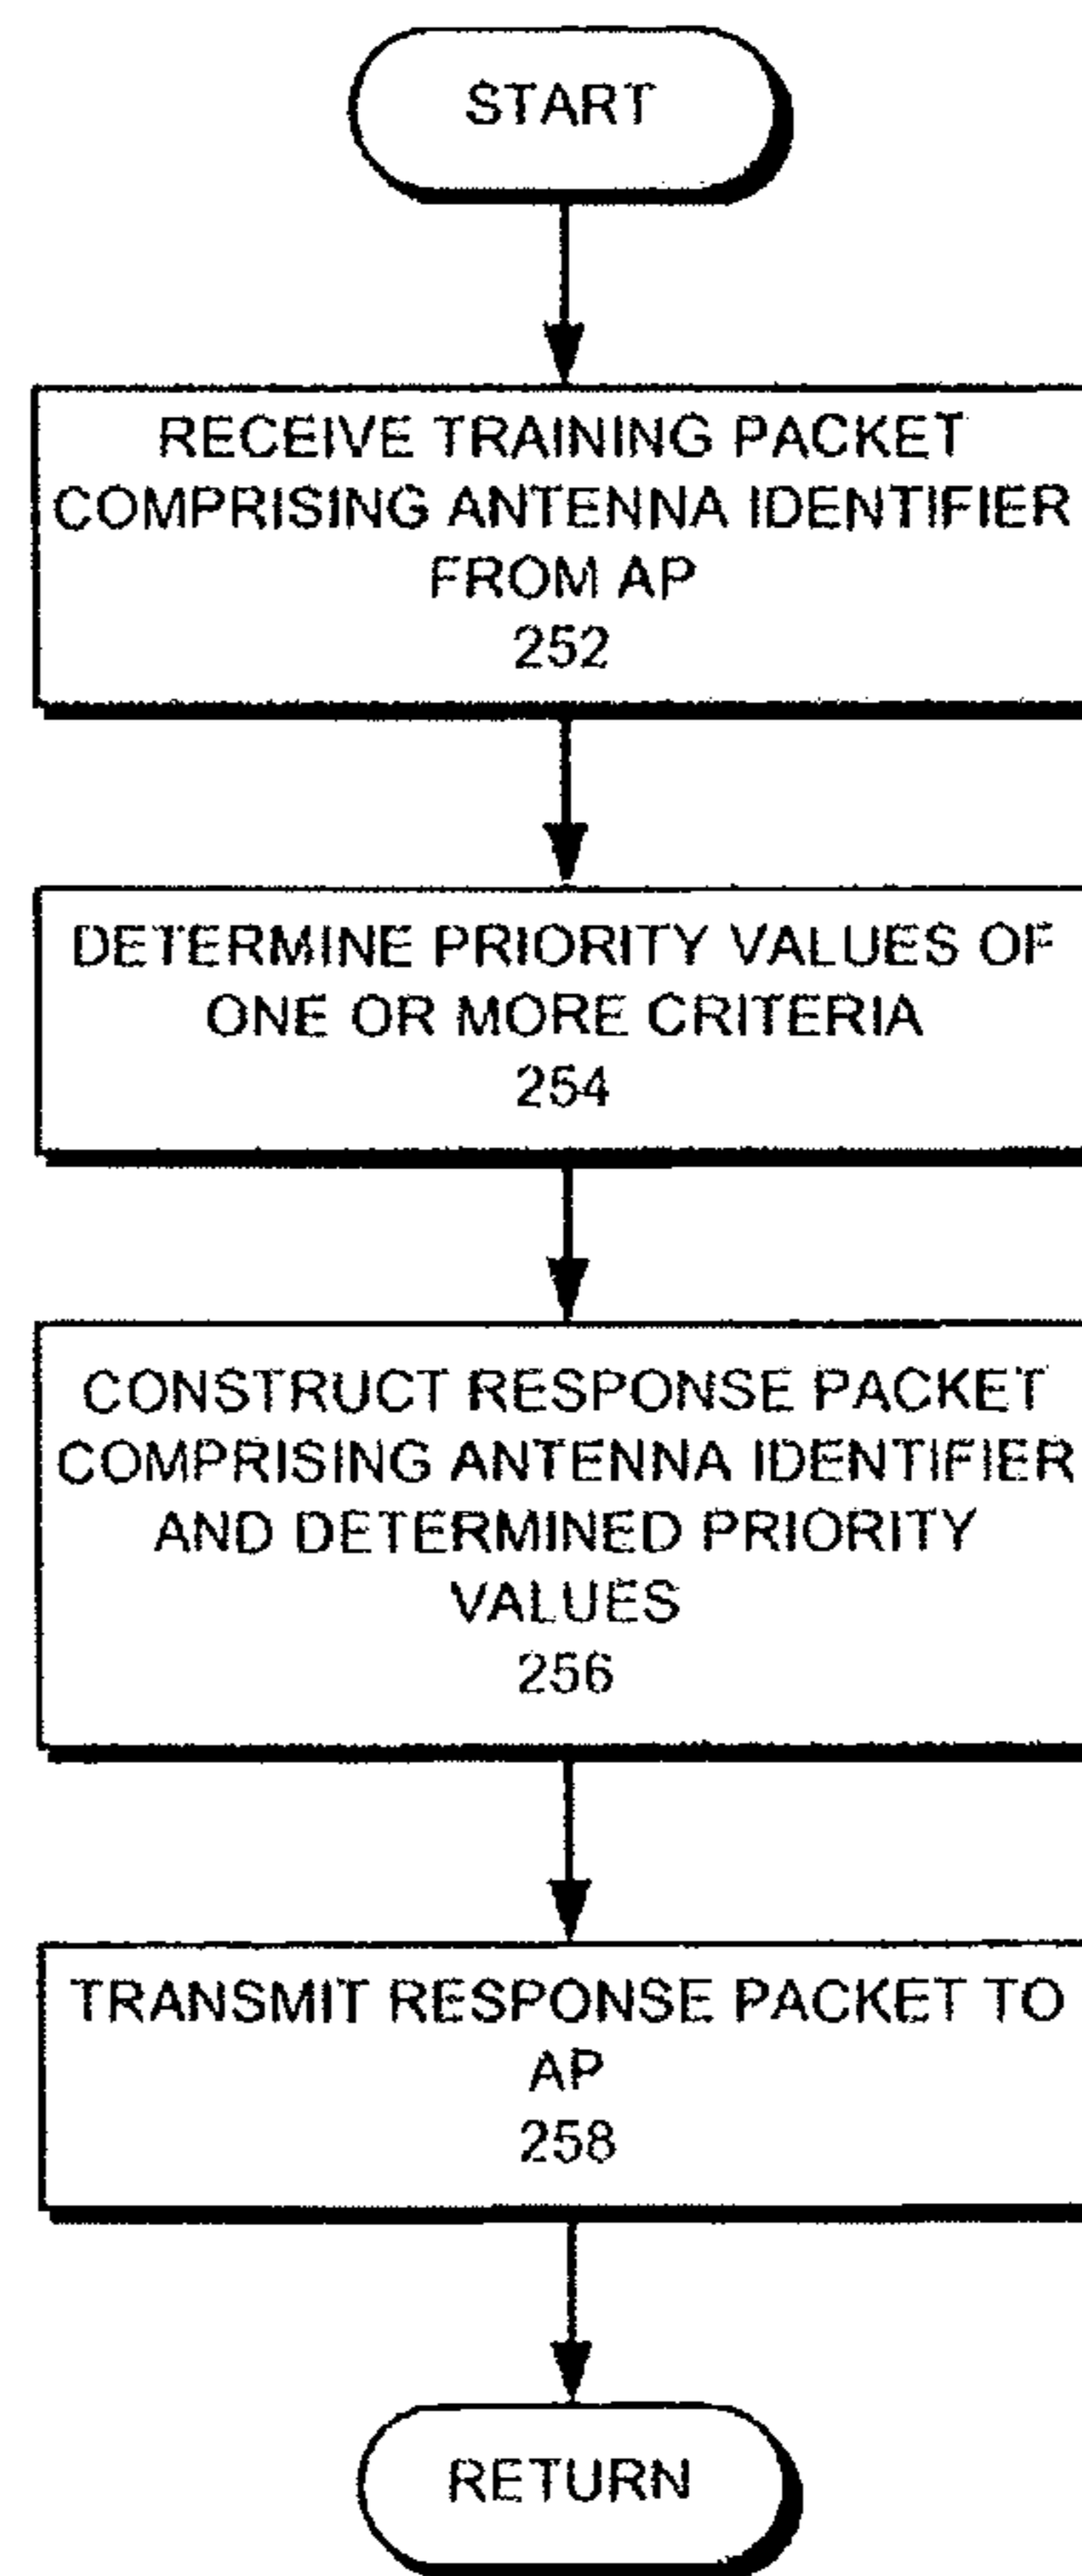 START
RECEIVE TRAINING PACKET
COMPRISING ANTENNA IDENTIFIER
FROM AP
252
DETERMINE PRIORITY VALUES OF
ONE OR MORE CRITERIA
254
CONSTRUCT RESPONSE PACKET
COMPRISING ANTENNA IDENTIFIER
AND DETERMINED PRIORITY
VALUES
256
TRANSMIT RESPONSE PACKET TO
AP
258
RETURN